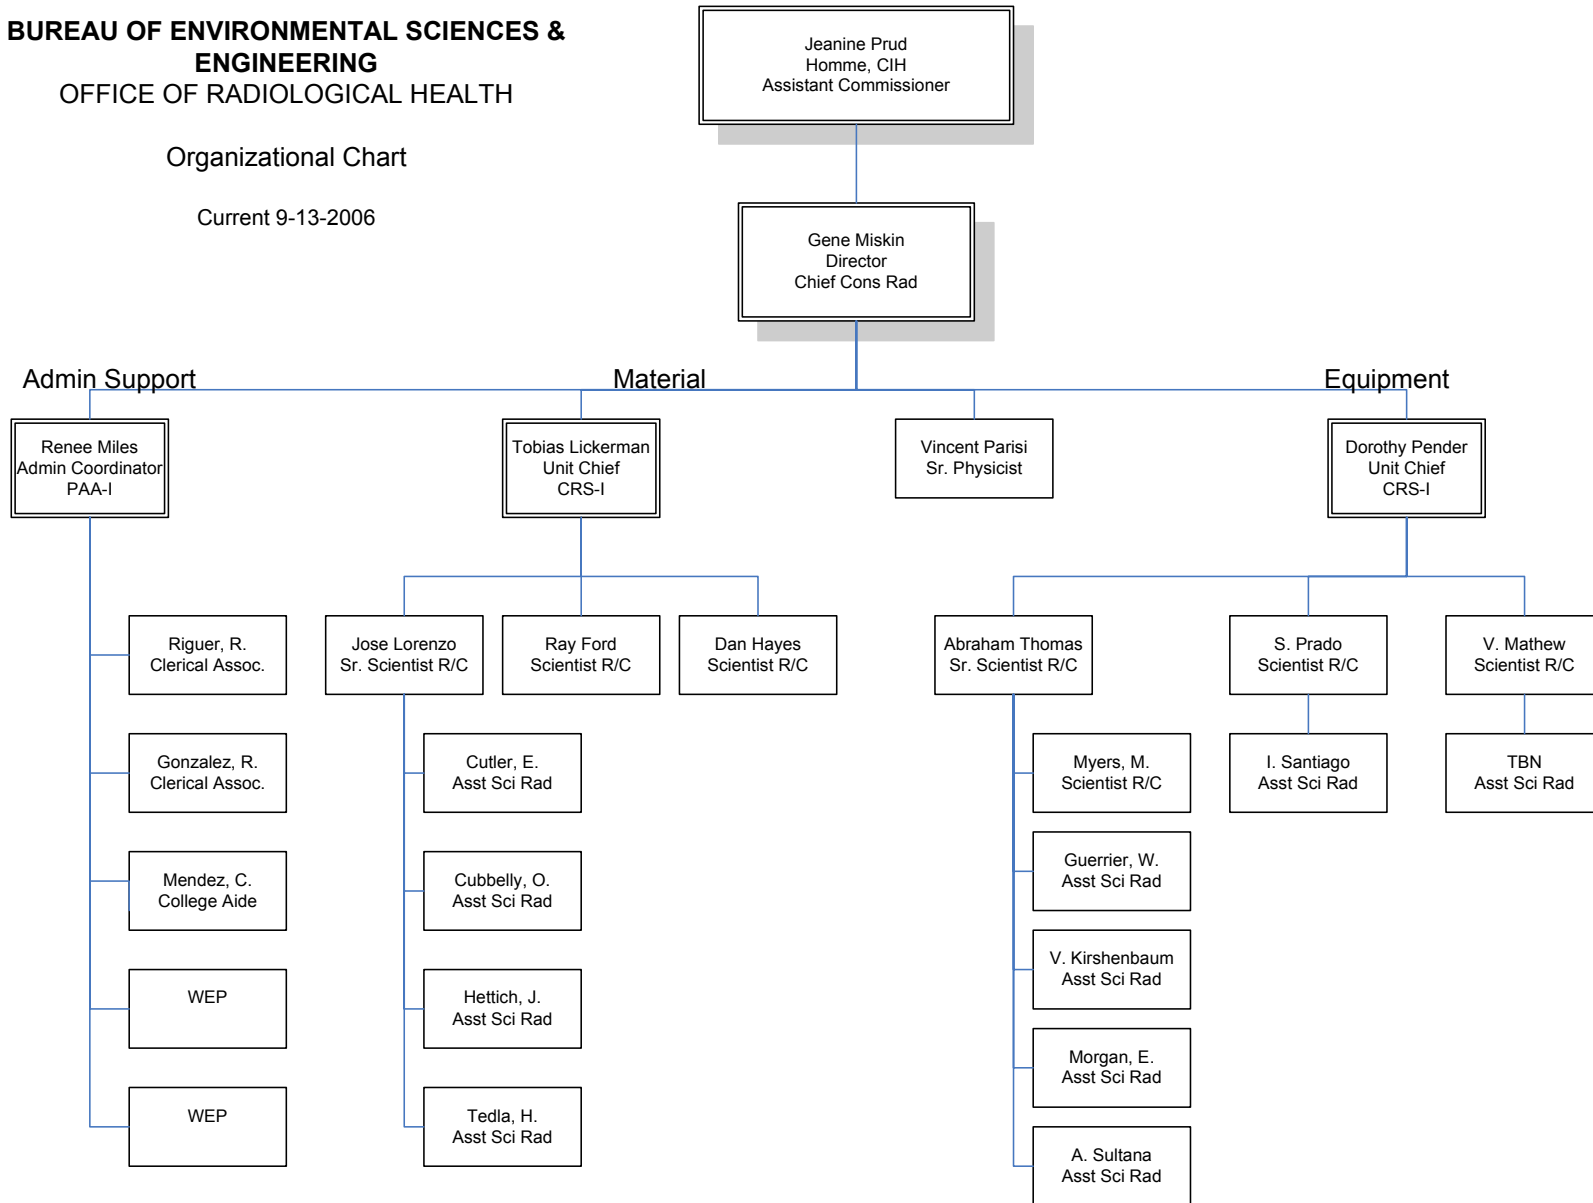 BUREAU OF ENVIRONMENTAL SCIENCES &
ENGINEERING
OFFICE OF RADIOLOGICAL HEALTH
Organizational Chart
Current 9-13-2006
Jeanine Prud
Homme, CIH
Assistant Commissioner
Gene Miskin
Director
Chief Cons Rad
Admin Support
Material
Equipment
Renee Miles
Admin Coordinator
PAA-I
Tobias Lickerman
Unit Chief
CRS-I
Vincent Parisi
Sr. Physicist
Dorothy Pender
Unit Chief
CRS-I
Riguer, R.
Clerical Assoc.
Gonzalez, R.
Clerical Assoc.
Mendez, C.
College Aide
WEP
WEP
Jose Lorenzo
Sr. Scientist R/C
Ray Ford
Scientist R/C
Dan Hayes
Scientist R/C
Cutler, E.
Asst Sci Rad
Cubbelly, O.
Asst Sci Rad
Hettich, J.
Asst Sci Rad
Tedla, H.
Asst Sci Rad
Abraham Thomas
Sr. Scientist R/C
S. Prado
Scientist R/C
V. Mathew
Scientist R/C
Myers, M.
Scientist R/C
Guerrier, W.
Asst Sci Rad
V. Kirshenbaum
Asst Sci Rad
Morgan, E.
Asst Sci Rad
A. Sultana
Asst Sci Rad
I. Santiago
Asst Sci Rad
TBN
Asst Sci Rad